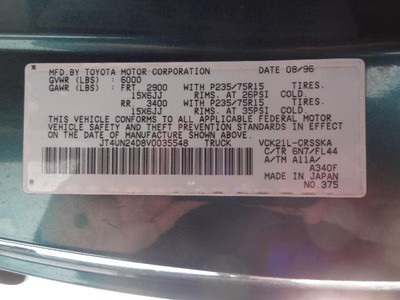 MFD. BY TOYOTA MOTOR CORPORATION DATE 08/96
GVWR (LBS): 6000
GAWR (LBS): FRT 2900 WITH P235/75R15 TIRES.
15X6JJ RIMS. AT 26PSI COLD.
RR 3400 WITH P235/75R15 TIRES.
15X6JJ RIMS. AT 35PSI COLD.
THIS VEHICLE CONFORMS TO ALL APPLICABLE FEDERAL MOTOR
VEHICLE SAFETY STANDARDS IN EFFECT ON THE DATE OF
MANUFACTURE SHOWN ABOVE.
JT4UN24D8V0035548 TRUCK VCK21L-CRSSKA
C/TR 6N7/FL44
A/TM A11A/
A340F
MADE IN JAPAN
NO.375